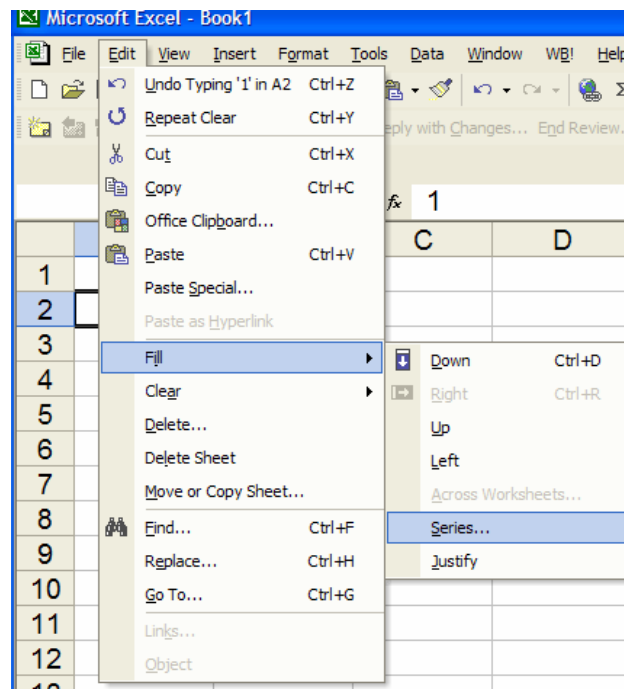 Microsoft Excel - Book1
File Edit View Insert Format Tools Data Window WB! Help
Undo Typing '1' in A2 Ctrl+Z
Repeat Clear Ctrl+Y
eply with Changes... End Review.
Cut Ctrl+X
Copy Ctrl+C
fx 1
Office Clipboard...
C D
Paste Ctrl+V
1
Paste Special...
2
Paste as Hyperlink
3
Fill
Down Ctrl+D
4
Clear
Right Ctrl+R
5
Delete...
Up
6
Delete Sheet
Left
7
Move or Copy Sheet...
Across Worksheets...
8
Find... Ctrl+F
Series...
9
Replace... Ctrl+H
Justify
10
Go To... Ctrl+G
11
Links...
12
Object